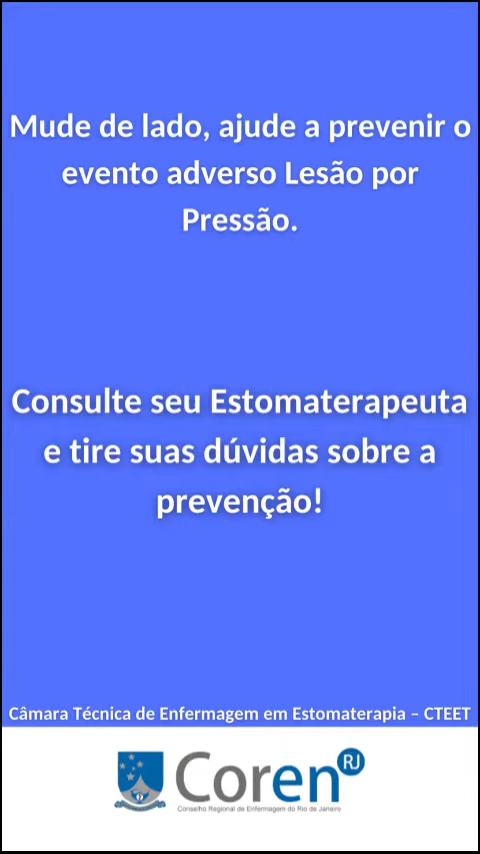 Mude de lado, ajude a prevenir o
evento adverso Lesão por
Pressão.
Consulte seu Estomaterapeuta
e tire suas dúvidas sobre a
prevenção!
Câmara Técnica de Enfermagem em Estomaterapia – CTEET
Coren RJ
Conselho Regional de Enfermagem do Rio de Janeiro